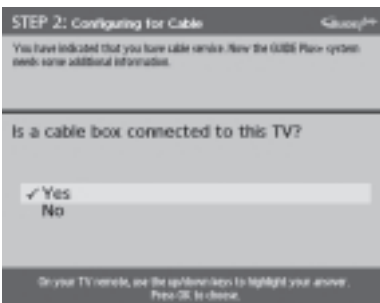 STEP 2: Configuring for Cable
You have indicated that you have cable service. Now the GUIDE Plus+ system
needs some additional information.
Is a cable box connected to this TV?
✓ Yes
No
On your TV remote, use the up/down keys to highlight your answer.
Press OK to choose.